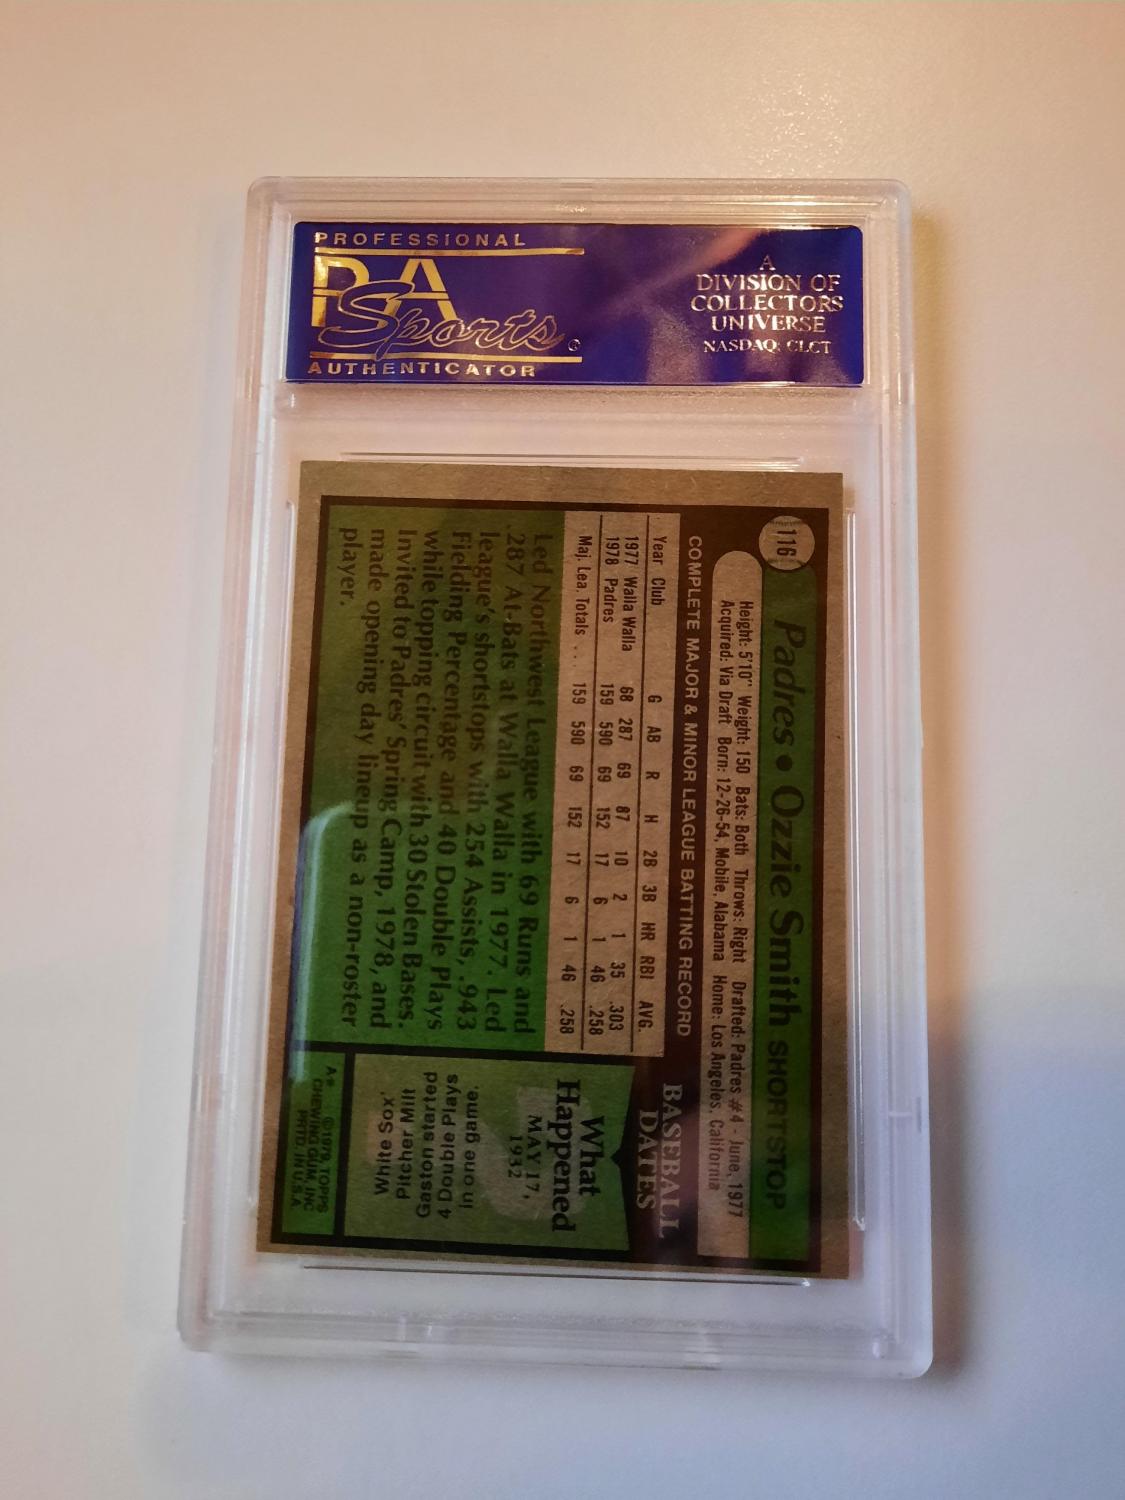 PROFESSIONAL
PSA
Sports
AUTHENTICATOR
A
DIVISION OF
COLLECTORS
UNIVERSE
NASDAQ: CLCT
116
Padres • Ozzie Smith SHORTSTOP
Height: 5'10" Weight: 150 Bats: Both Throws: Right Drafted: Padres #4 - June, 1977
Acquired: Via Draft Born: 12-26-54, Mobile, Alabama Home: Los Angeles, California
COMPLETE MAJOR & MINOR LEAGUE BATTING RECORD
Year Club G AB R H 2B 3B HR RBI AVG.
1977 Walla Walla 68 287 69 87 10 2 1 35 .303
1978 Padres 159 590 69 152 17 6 1 46 .258
Maj. Lea. Totals ... 159 590 69 152 17 6 1 46 .258
Led Northwest League with 69 Runs and
287 At-Bats at Walla Walla in 1977. Led
league's shortstops with 254 Assists, .943
Fielding Percentage and 40 Double Plays
while topping circuit with 30 Stolen Bases.
Invited to Padres' Spring Camp, 1978, and
made opening day lineup as a non-roster
player.
BASEBALL
DATES
What
Happened
MAY 17,
1932
White Sox'
Pitcher Milt
Gaston started
4 Double Plays
in one game.
A*
©1979 TOPPS
CHEWING GUM, INC.
PRTD. IN U.S.A.